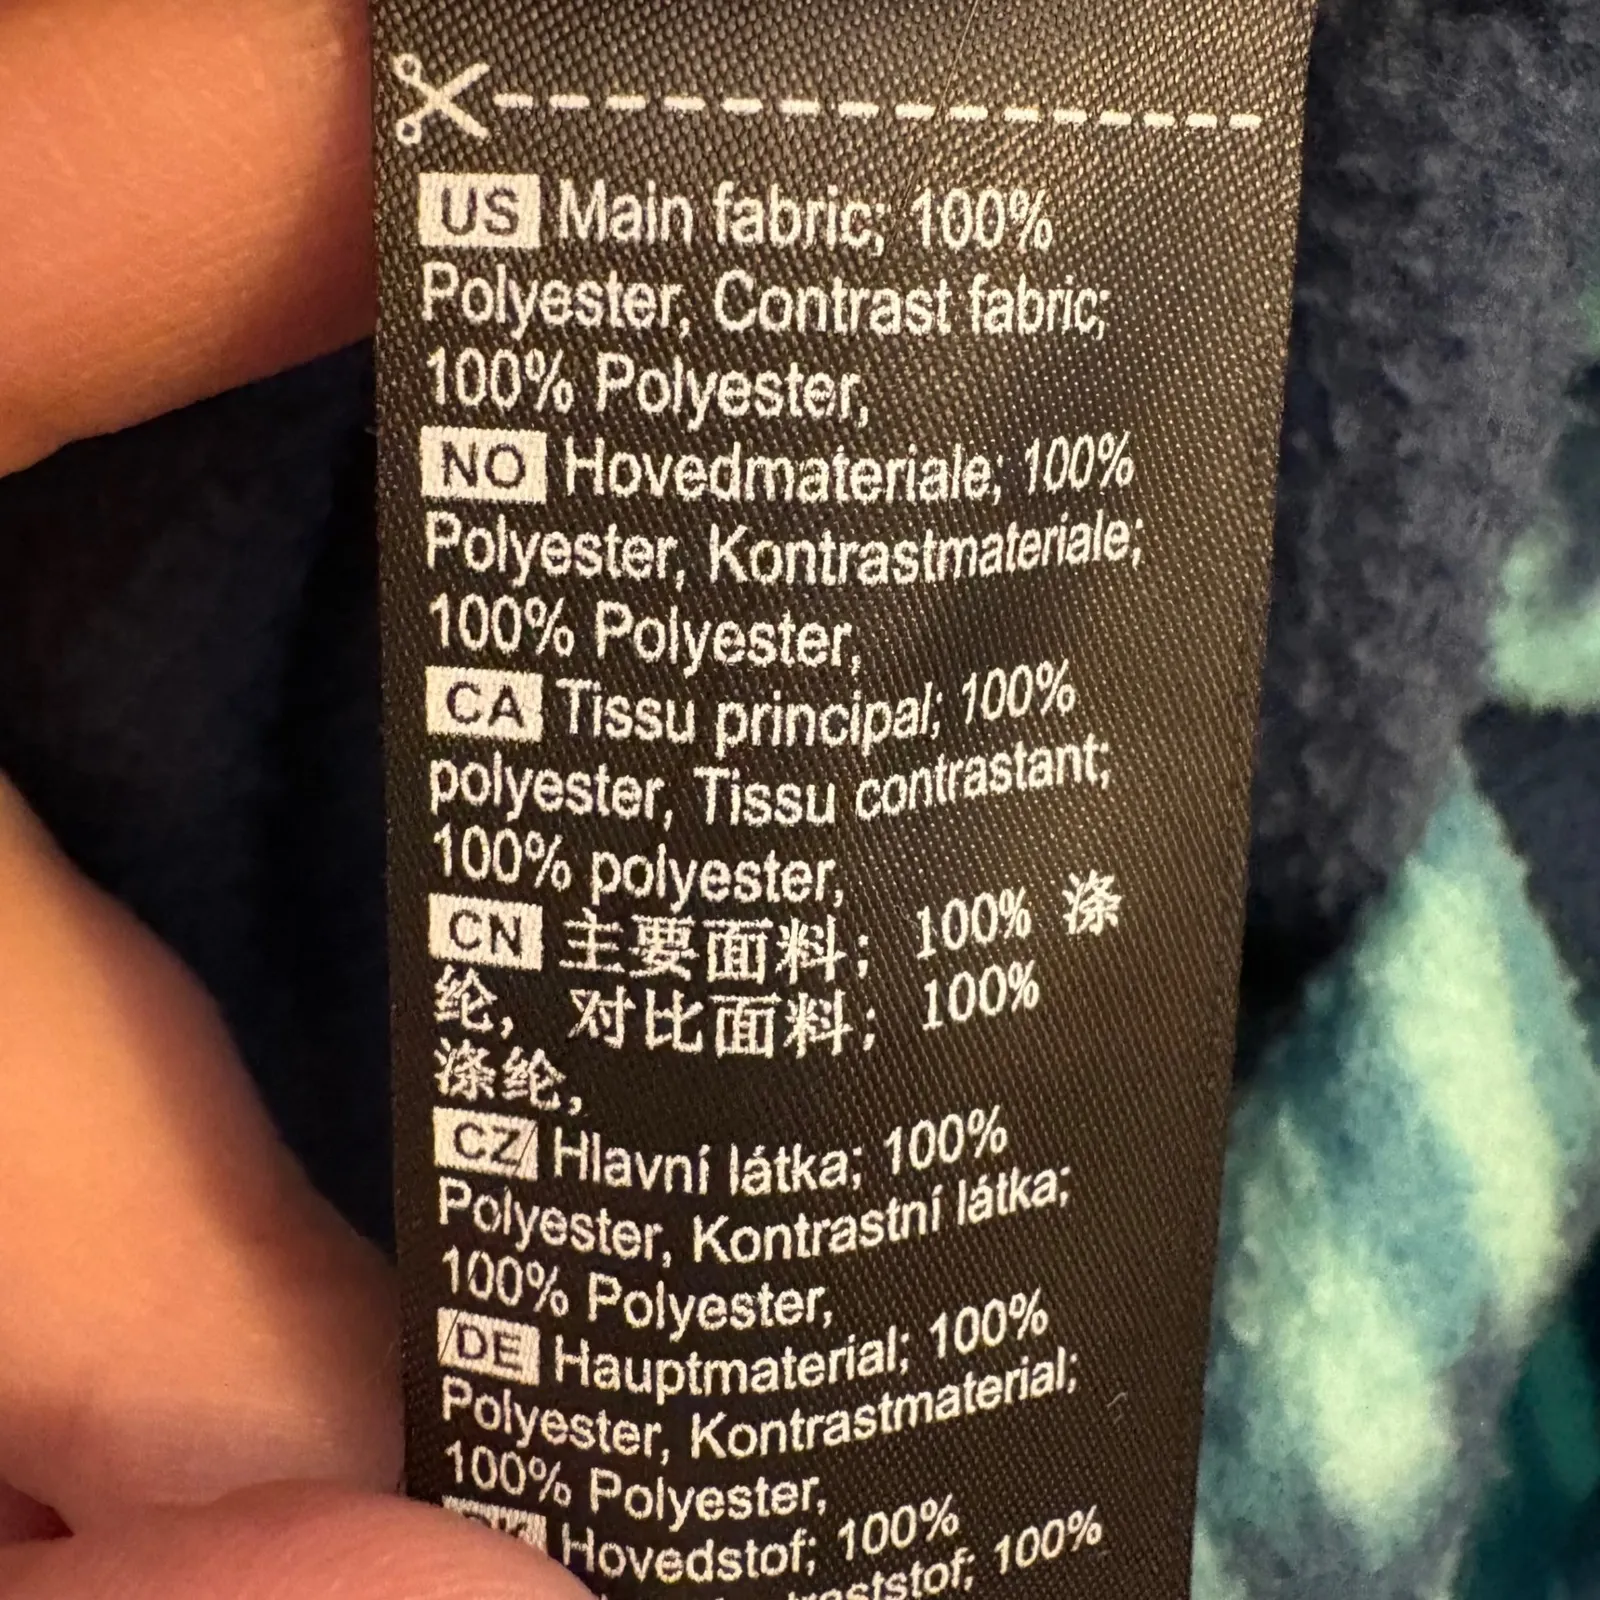 US Main fabric; 100%
Polyester, Contrast fabric;
100% Polyester,
NO Hovedmateriale; 100%
Polyester, Kontrastmateriale;
100% Polyester,
CA Tissu principal; 100%
polyester, Tissu contrastant;
100% polyester,
CN 主要面料； 100% 涤
纶， 对比面料； 100%
涤纶，
CZ Hlavní látka; 100%
Polyester, Kontrastní látka;
100% Polyester,
DE Hauptmaterial; 100%
Polyester, Kontrastmaterial;
100% Polyester,
Hovedstof; 100%
100%